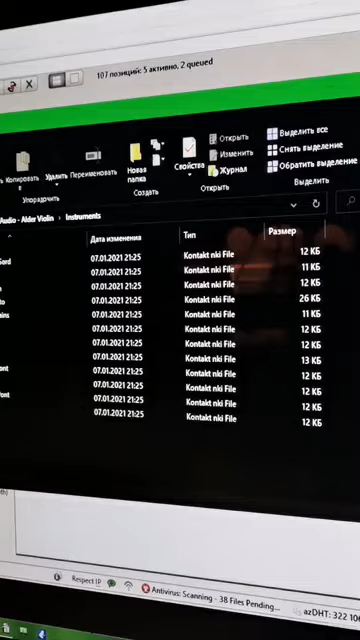 107 позиций: 5 активно, 2 queued
Открыть
Выделить все
Изменить
Снять выделение
Удалить
Переименовать
Новая
папка
Свойства
Журнал
Обратить выделение
Упорядочить
Создать
Открыть
Выделить
Audio - Alder Violin > Instruments
Дата изменения Тип Размер
07.01.2021 21:25 Kontakt nki File 12 КБ
07.01.2021 21:25 Kontakt nki File 11 КБ
07.01.2021 21:25 Kontakt nki File 12 КБ
07.01.2021 21:25 Kontakt nki File 26 КБ
07.01.2021 21:25 Kontakt nki File 11 КБ
07.01.2021 21:25 Kontakt nki File 12 КБ
07.01.2021 21:25 Kontakt nki File 12 КБ
07.01.2021 21:25 Kontakt nki File 13 КБ
07.01.2021 21:25 Kontakt nki File 12 КБ
07.01.2021 21:25 Kontakt nki File 12 КБ
07.01.2021 21:25 Kontakt nki File 12 КБ
07.01.2021 21:25 Kontakt nki File 12 КБ
Respect IP Antivirus: Scanning - 38 Files Pending... azDHT: 322 10